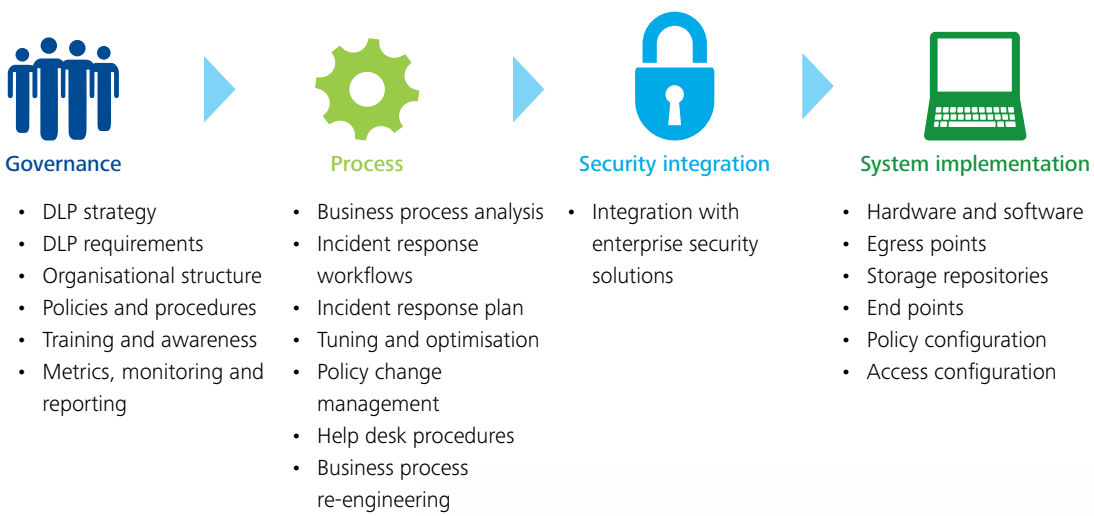 Governance
• DLP strategy
• DLP requirements
• Organisational structure
• Policies and procedures
• Training and awareness
• Metrics, monitoring and
reporting
Process
• Business process analysis
• Incident response
workflows
• Incident response plan
• Tuning and optimisation
• Policy change
management
• Help desk procedures
• Business process
re-engineering
Security integration
• Integration with
enterprise security
solutions
System implementation
• Hardware and software
• Egress points
• Storage repositories
• End points
• Policy configuration
• Access configuration